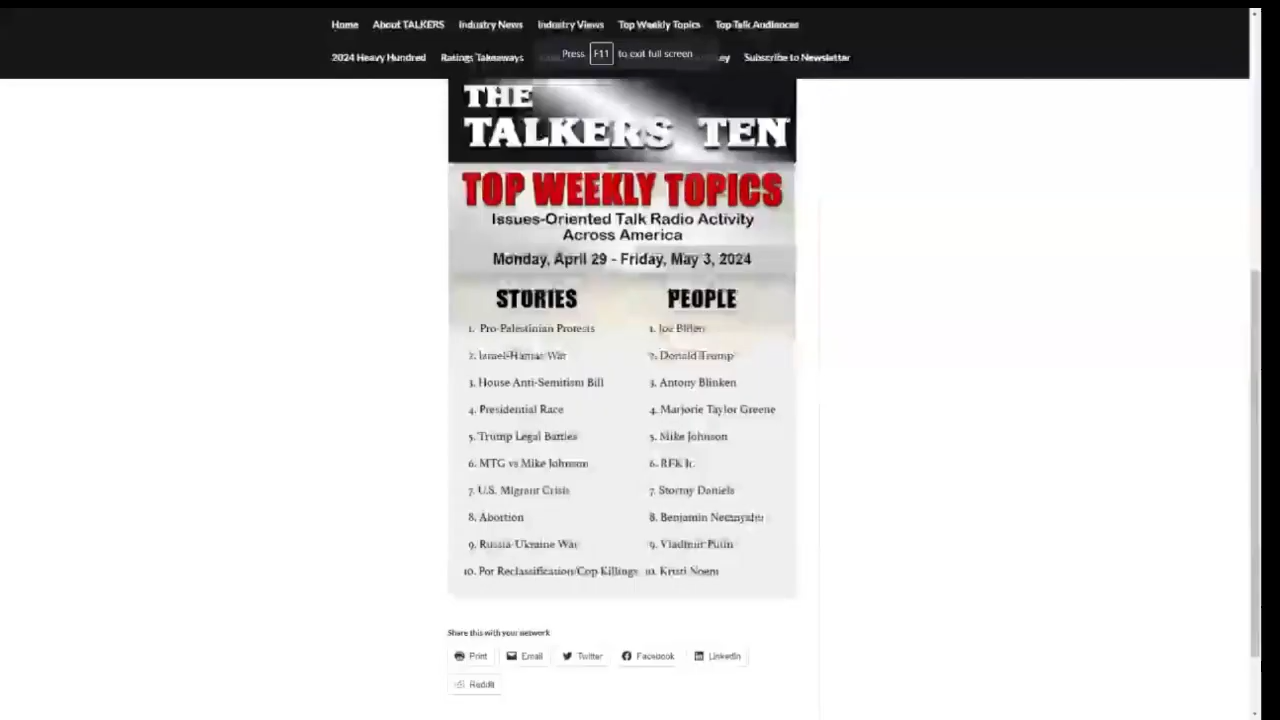 Home About TALKERS Industry News Industry Views Top Weekly Topics Top Talk Audiences
2024 Heavy Hundred Ratings Takeaways Subscribe to Newsletter
Press F11 to exit full screen
THE
TALKERS TEN
TOP WEEKLY TOPICS
Issues-Oriented Talk Radio Activity
Across America
Monday, April 29 - Friday, May 3, 2024
STORIES PEOPLE
1. Pro-Palestinian Protests 1. Joe Biden
2. Israel-Hamas War 2. Donald Trump
3. House Anti-Semitism Bill 3. Antony Blinken
4. Presidential Race 4. Marjorie Taylor Greene
5. Trump Legal Battles 5. Mike Johnson
6. MTG vs Mike Johnson 6. RFK Jr.
7. U.S. Migrant Crisis 7. Stormy Daniels
8. Abortion 8. Benjamin Netanyahu
9. Russia-Ukraine War 9. Vladimir Putin
10. Pot Reclassification/Cop Killings 10. Kristi Noem
Share this with your network
Print Email Twitter Facebook LinkedIn
Reddit